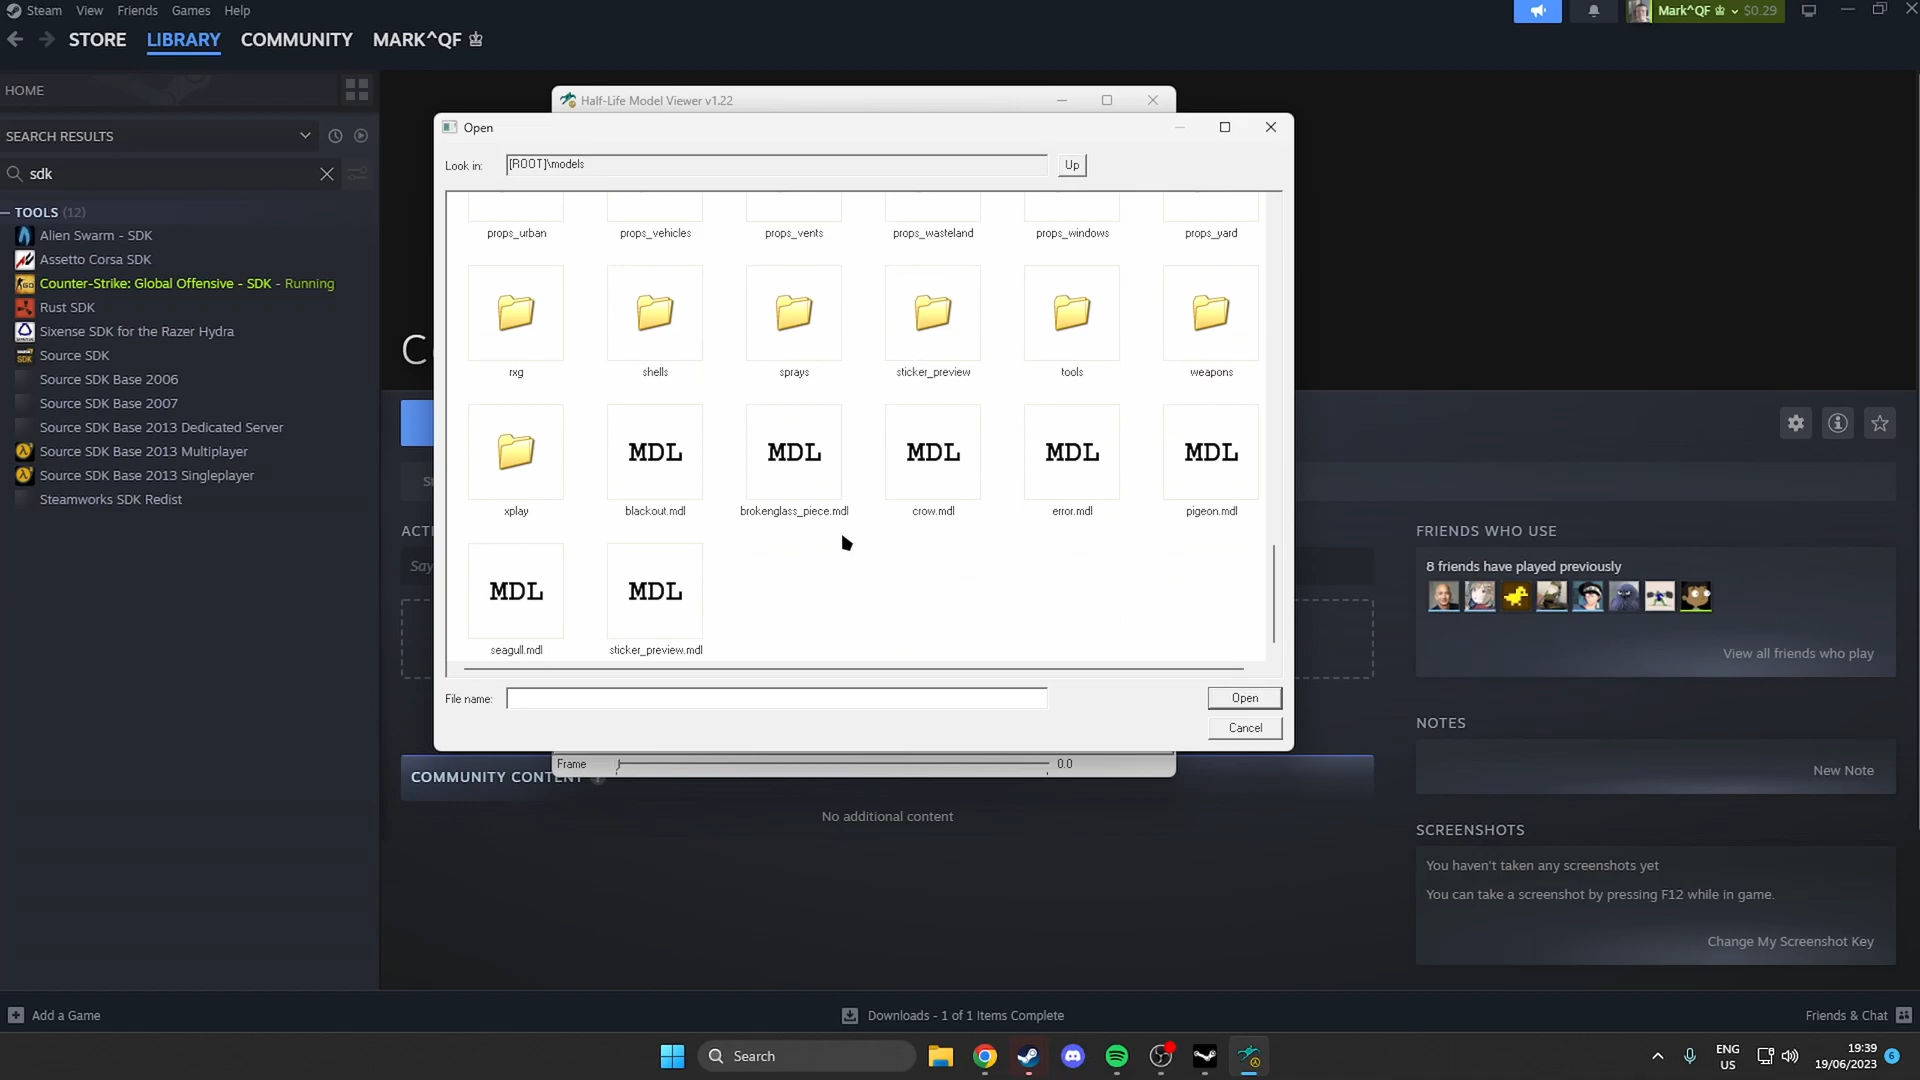 Steam View Friends Games Help
Mark^QF $0.29
STORE LIBRARY COMMUNITY MARK^QF
HOME
SEARCH RESULTS
sdk
TOOLS (12)
Alien Swarm - SDK
Assetto Corsa SDK
Counter-Strike: Global Offensive - SDK - Running
Rust SDK
Sixense SDK for the Razer Hydra
Source SDK
Source SDK Base 2006
Source SDK Base 2007
Source SDK Base 2013 Dedicated Server
Source SDK Base 2013 Multiplayer
Source SDK Base 2013 Singleplayer
Source SDK
Steamworks SDK Redist
Half-Life Model Viewer v1.22
Open
Look in: [ROOT]\models Up
props_urban props_vehicles props_vents props_wasteland props_windows props_yard
rxg shells sprays sticker_preview tools weapons
MDL MDL MDL MDL MDL
xplay blackout.mdl brokenglass_piece.mdl crow.mdl error.mdl pigeon.mdl
MDL MDL
seagull.mdl sticker_preview.mdl
File name: Open
Cancel
Frame 0.0
C
St
ACTI
Say
COMMUNITY CONTENT
No additional content
FRIENDS WHO USE
8 friends have played previously
View all friends who play
NOTES
New Note
SCREENSHOTS
You haven't taken any screenshots yet
You can take a screenshot by pressing F12 while in game.
Change My Screenshot Key
Add a Game
Downloads - 1 of 1 Items Complete
Friends & Chat
Search
ENG
US
19:39
19/06/2023
6